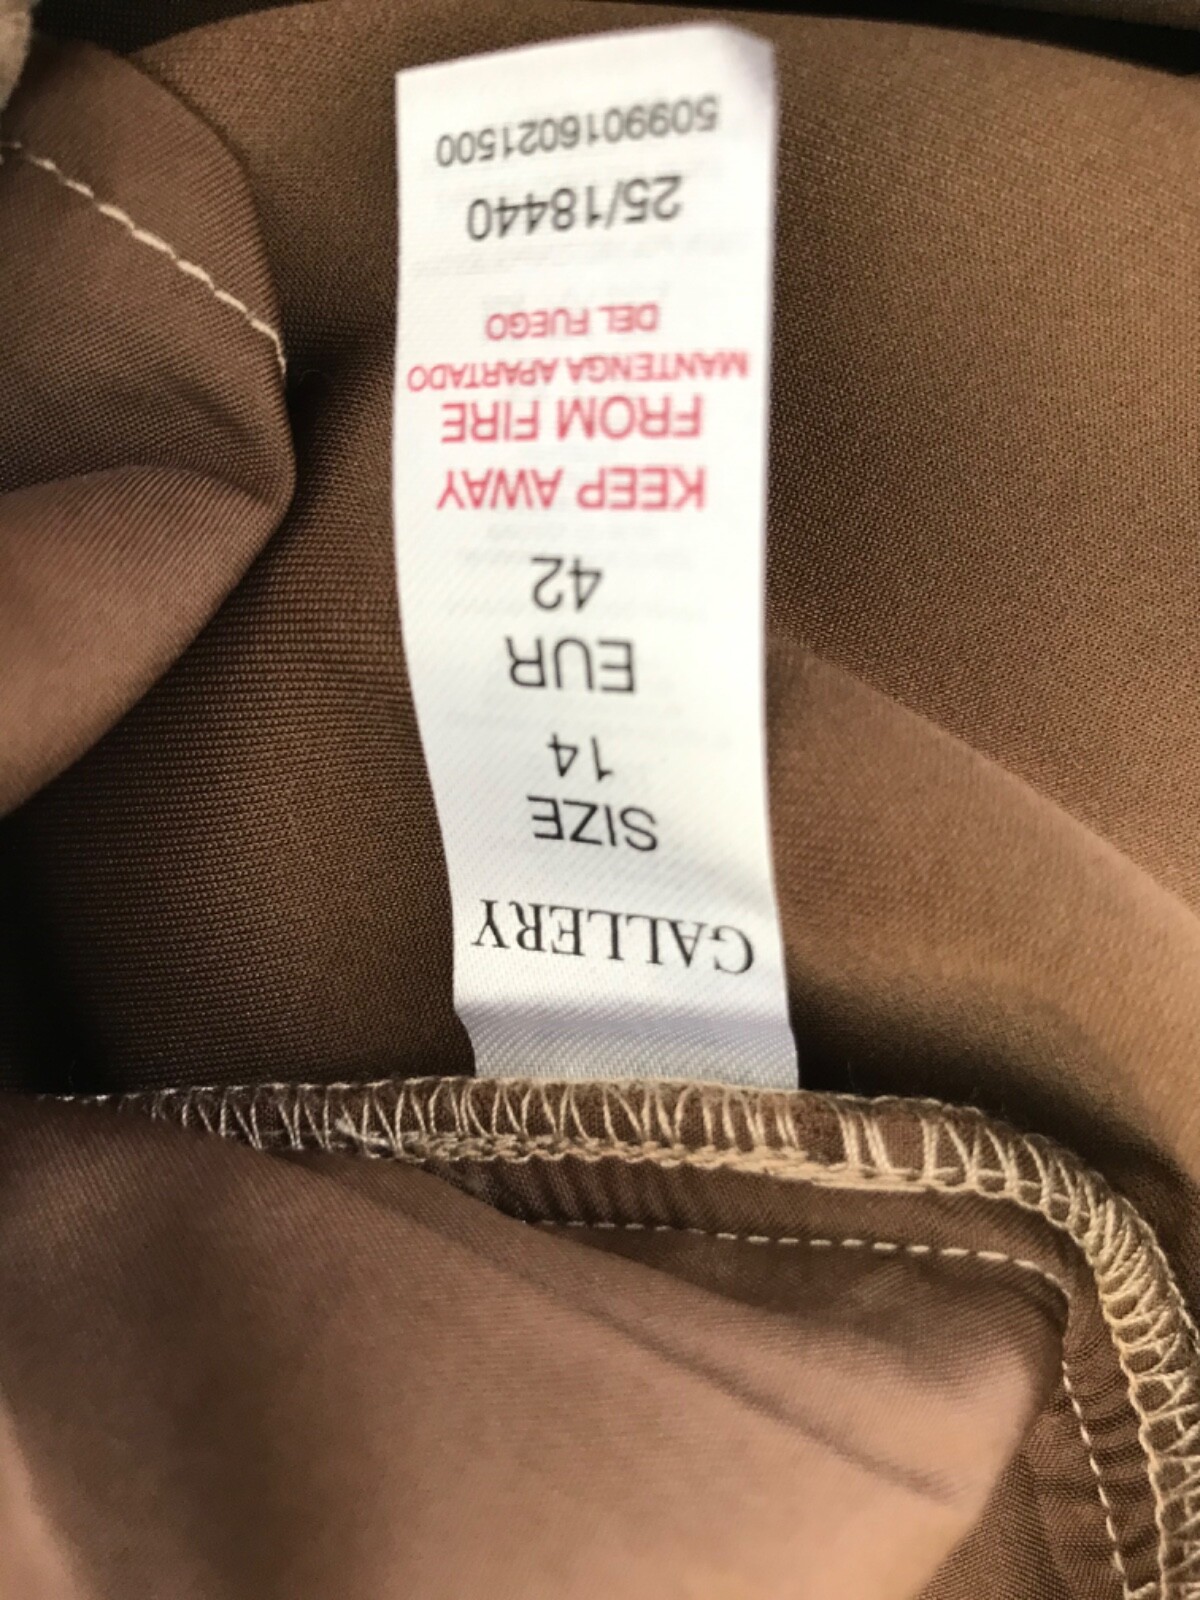 GALLERY
SIZE
14
EUR
42
KEEP AWAY
FROM FIRE
MANTENGA APARTADO
DEL FUEGO
25/18440
5099016021500